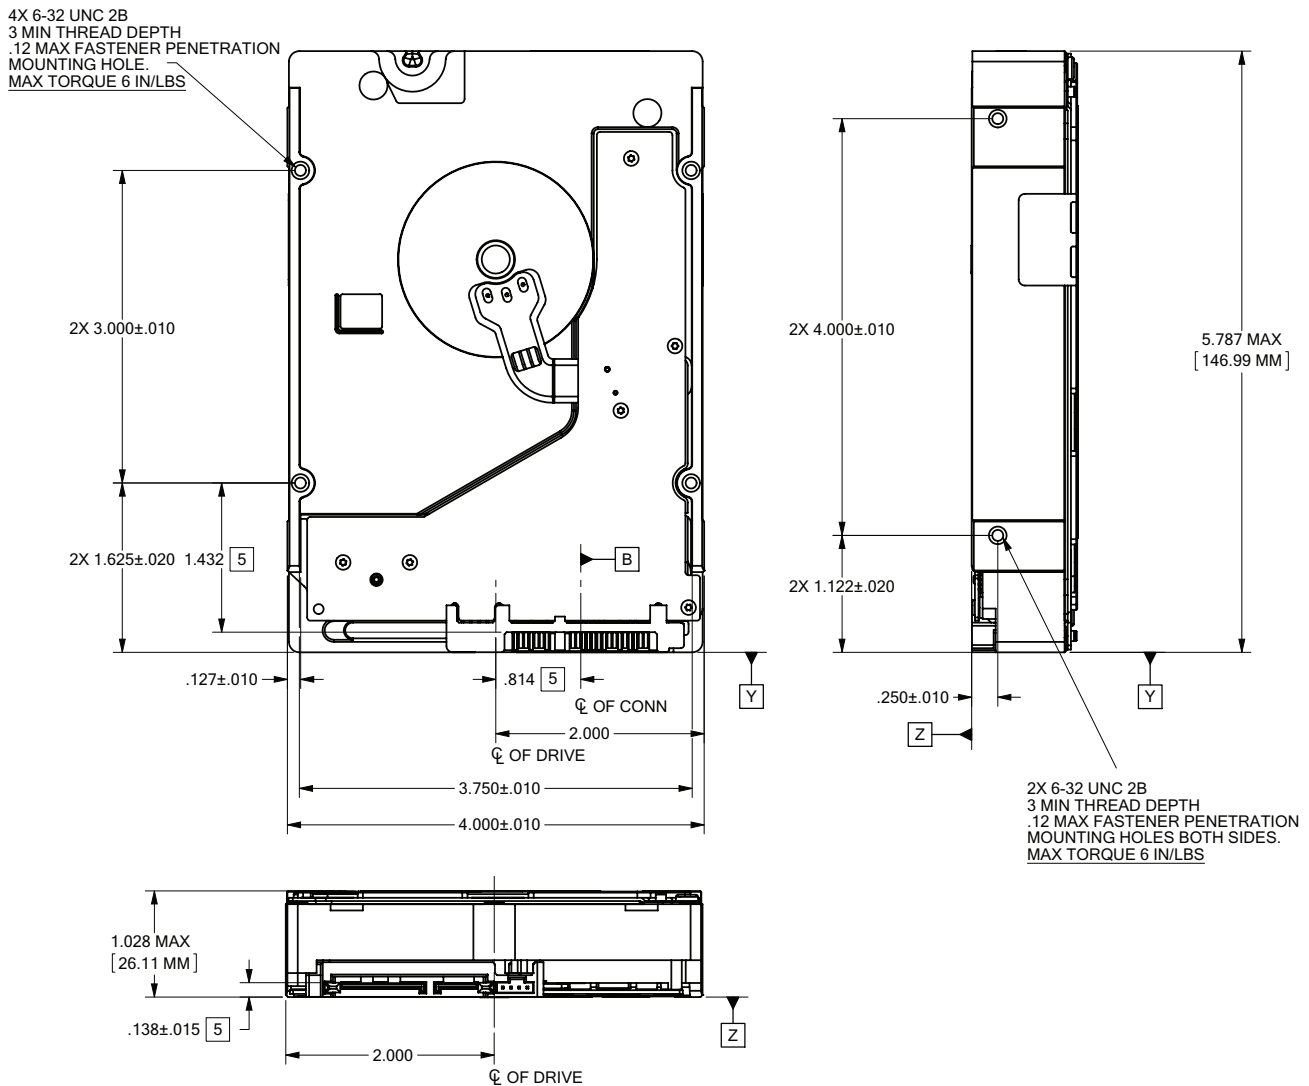 4X 6-32 UNC 2B
3 MIN THREAD DEPTH
.12 MAX FASTENER PENETRATION
MOUNTING HOLE.
MAX TORQUE 6 IN/LBS
2X 3.000±.010
2X 1.625±.020
1.432 5
B
.127±.010
.814 5
℄ OF CONN
2.000
℄ OF DRIVE
3.750±.010
4.000±.010
Y
2X 4.000±.010
5.787 MAX
[146.99 MM]
2X 1.122±.020
.250±.010
Z
Y
2X 6-32 UNC 2B
3 MIN THREAD DEPTH
.12 MAX FASTENER PENETRATION
MOUNTING HOLES BOTH SIDES.
MAX TORQUE 6 IN/LBS
1.028 MAX
[26.11 MM]
.138±.015 5
2.000
℄ OF DRIVE
Z